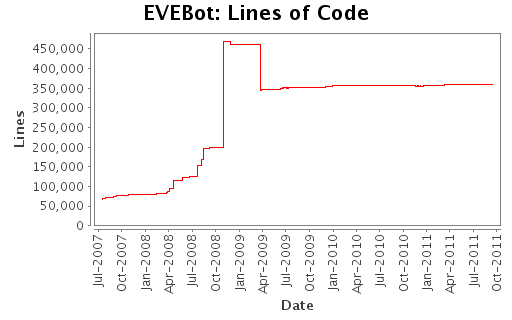 EVEBot: Lines of Code
Lines
450,000
400,000
350,000
300,000
250,000
200,000
150,000
100,000
50,000
0
Jul-2007
Oct-2007
Jan-2008
Apr-2008
Jul-2008
Oct-2008
Jan-2009
Apr-2009
Jul-2009
Oct-2009
Jan-2010
Apr-2010
Jul-2010
Oct-2010
Jan-2011
Apr-2011
Jul-2011
Oct-2011
Date